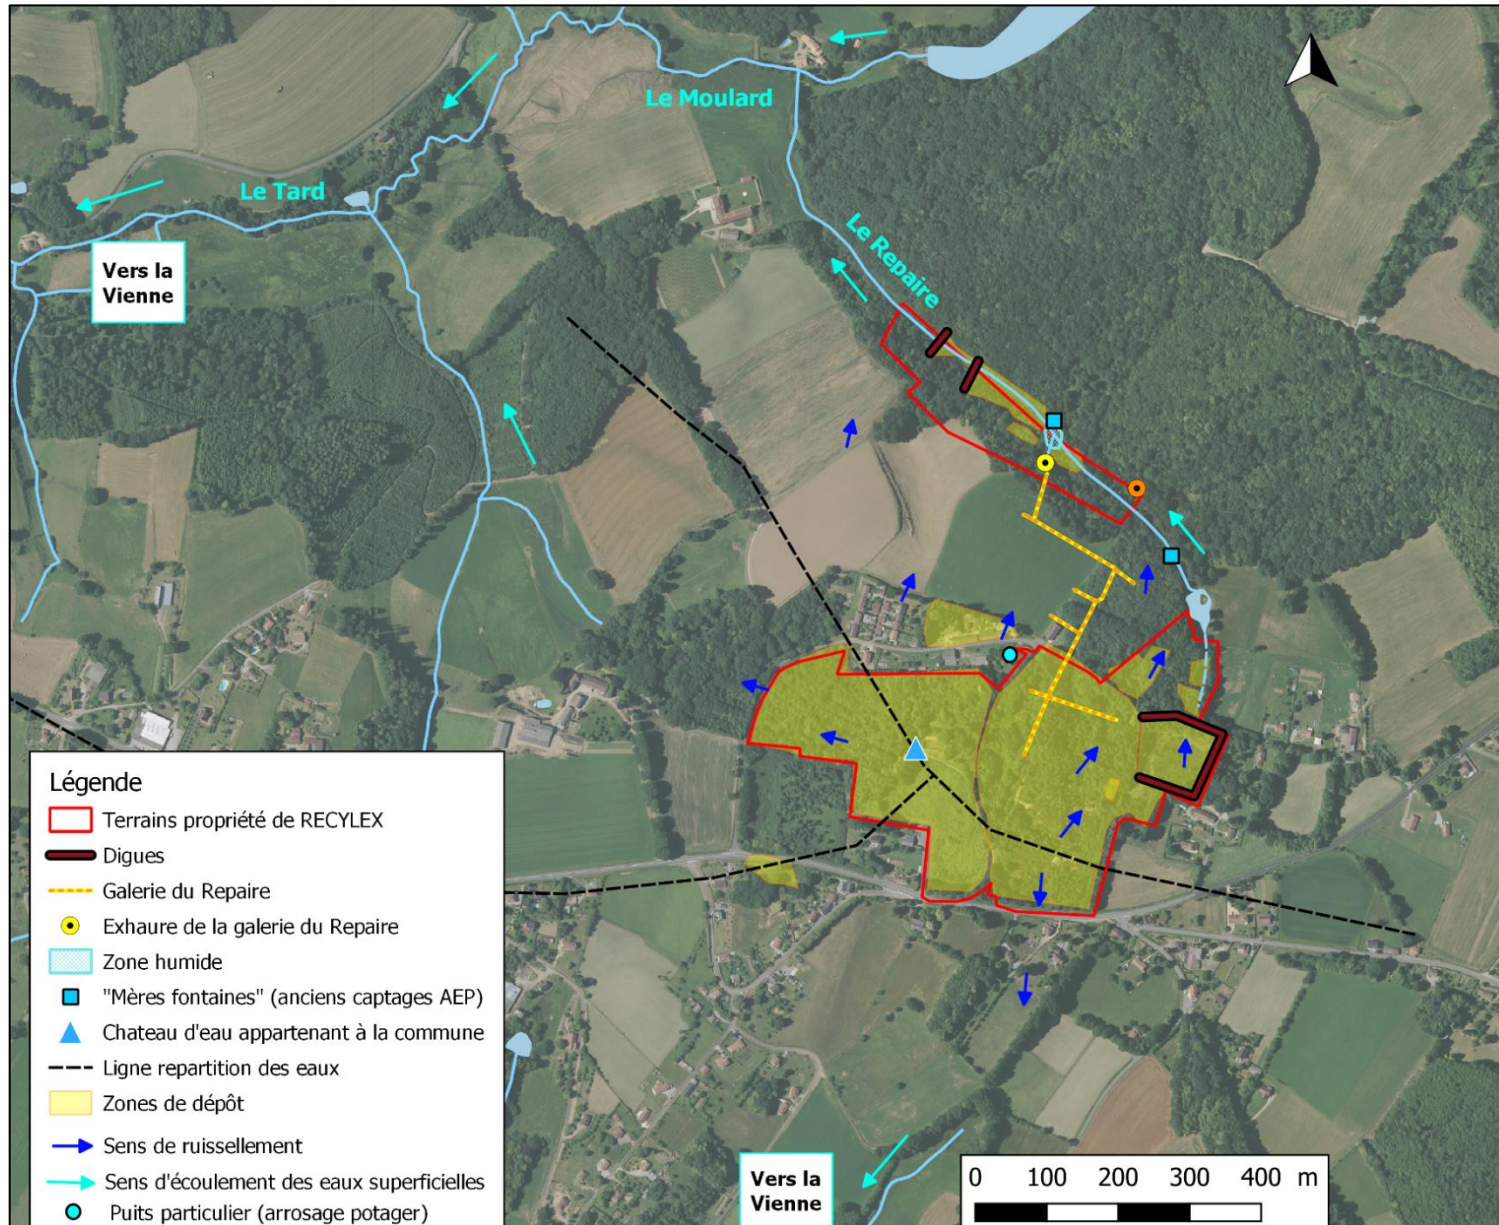 Le Moulard
Le Tard
Le Repaire
Vers la
Vienne
Légende
Terrains propriété de RECYLEX
Digues
Galerie du Repaire
Exhaure de la galerie du Repaire
Zone humide
"Mères fontaines" (anciens captages AEP)
Chateau d'eau appartenant à la commune
Ligne repartition des eaux
Zones de dépôt
Sens de ruissellement
Sens d'écoulement des eaux superficielles
Puits particulier (arrosage potager)
Vers la
Vienne
0 100 200 300 400 m